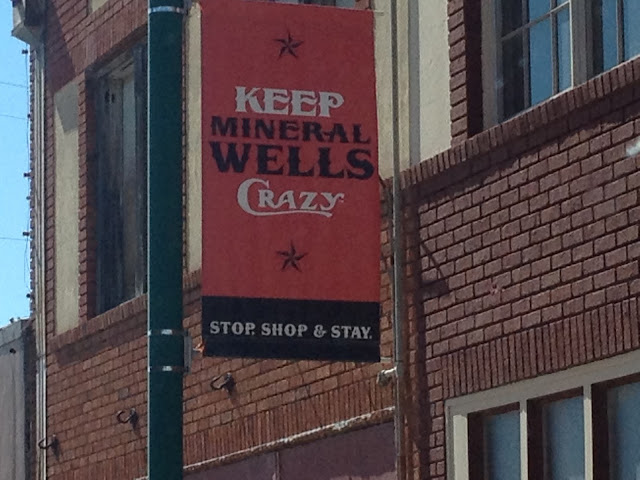 KEEP
MINERAL
WELLS
CRAZY
STOP. SHOP & STAY.